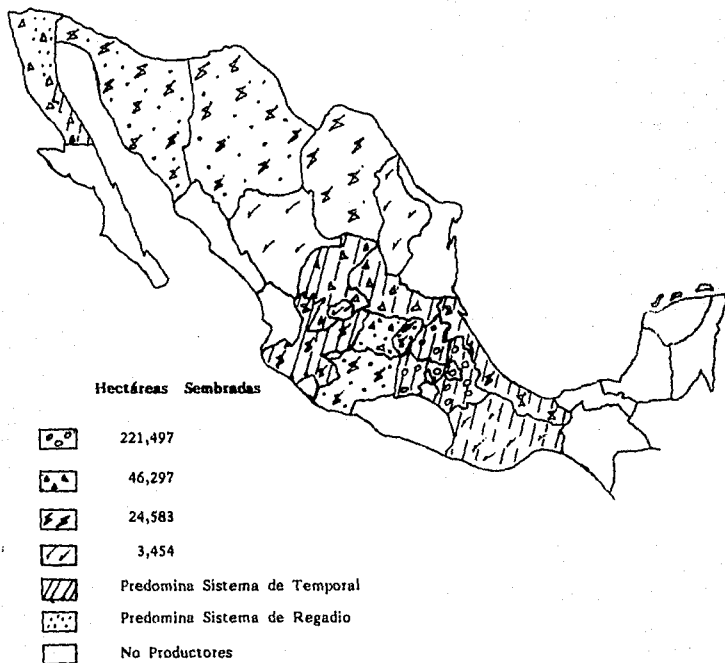 Hectáreas Sembradas
221,497
46,297
24,583
3,454
Predomina Sistema de Temporal
Predomina Sistema de Regadio
No Productores